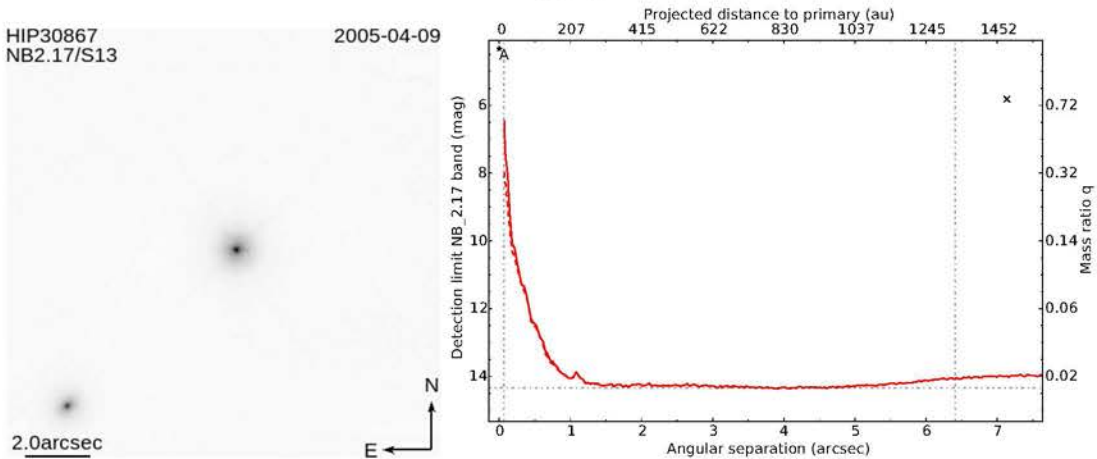 HIP30867 2005-04-09
NB2.17/S13
N
E
2.0arcsec
Projected distance to primary (au)
0 207 415 622 830 1037 1245 1452
A
Detection limit NB_2.17 band (mag)
6
8
10
12
14
0.72
0.32
0.14
0.06
0.02
Mass ratio q
0 1 2 3 4 5 6 7
Angular separation (arcsec)